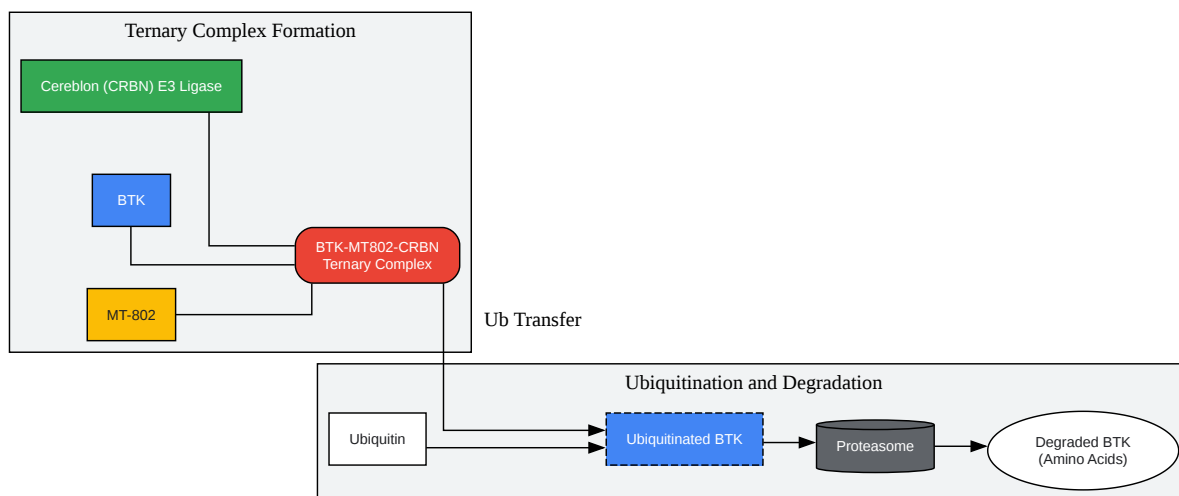 Ternary Complex Formation
Cereblon (CRBN) E3 Ligase
BTK
BTK-MT802-CRBN
Ternary Complex
MT-802
Ub Transfer
Ubiquitination and Degradation
Ubiquitin
Ubiquitinated BTK
Proteasome
Degraded BTK
(Amino Acids)